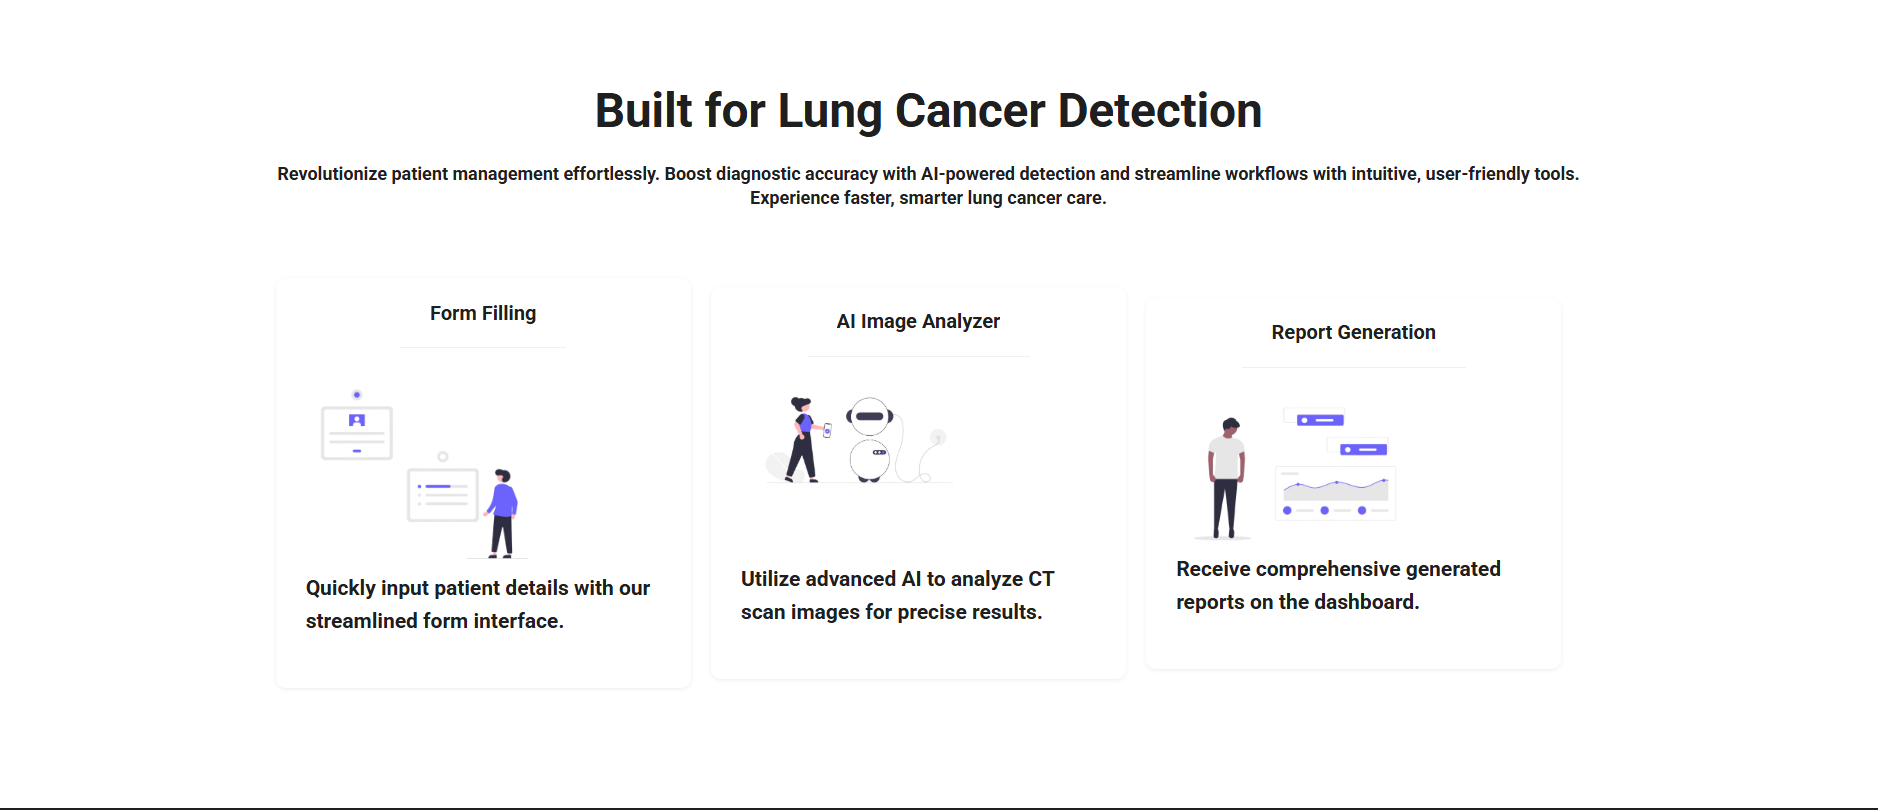 Built for Lung Cancer Detection
Revolutionize patient management effortlessly. Boost diagnostic accuracy with AI-powered detection and streamline workflows with intuitive, user-friendly tools.
Experience faster, smarter lung cancer care.
Form Filling
Quickly input patient details with our
streamlined form interface.
AI Image Analyzer
Utilize advanced AI to analyze CT
scan images for precise results.
Report Generation
Receive comprehensive generated
reports on the dashboard.